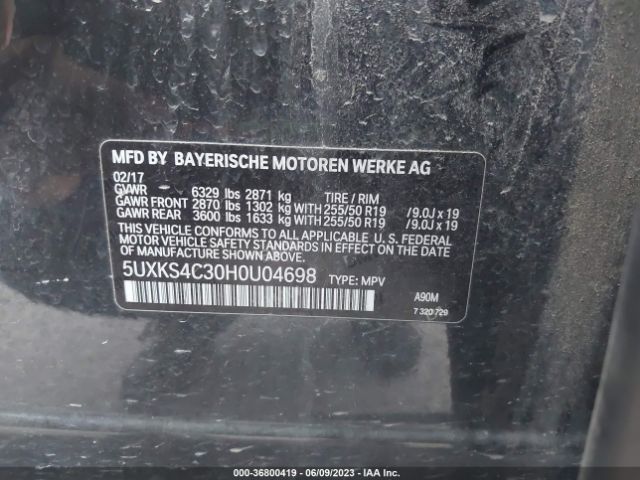 MFD BY BAYERISCHE MOTOREN WERKE AG
02/17
GVWR 6329 lbs 2871 kg TIRE / RIM
GAWR FRONT 2870 lbs 1302 kg WITH 255/50 R19 /9.0J x 19
GAWR REAR 3600 lbs 1633 kg WITH 255/50 R19 /9.0J x 19
THIS VEHICLE CONFORMS TO ALL APPLICABLE U. S. FEDERAL
MOTOR VEHICLE SAFETY STANDARDS IN EFFECT ON THE DATE
OF MANUFACTURE SHOWN ABOVE.
5UXKS4C30H0U04698 TYPE: MPV
A90M
7 320 729
000-36800419 - 06/09/2023 - IAAI.com